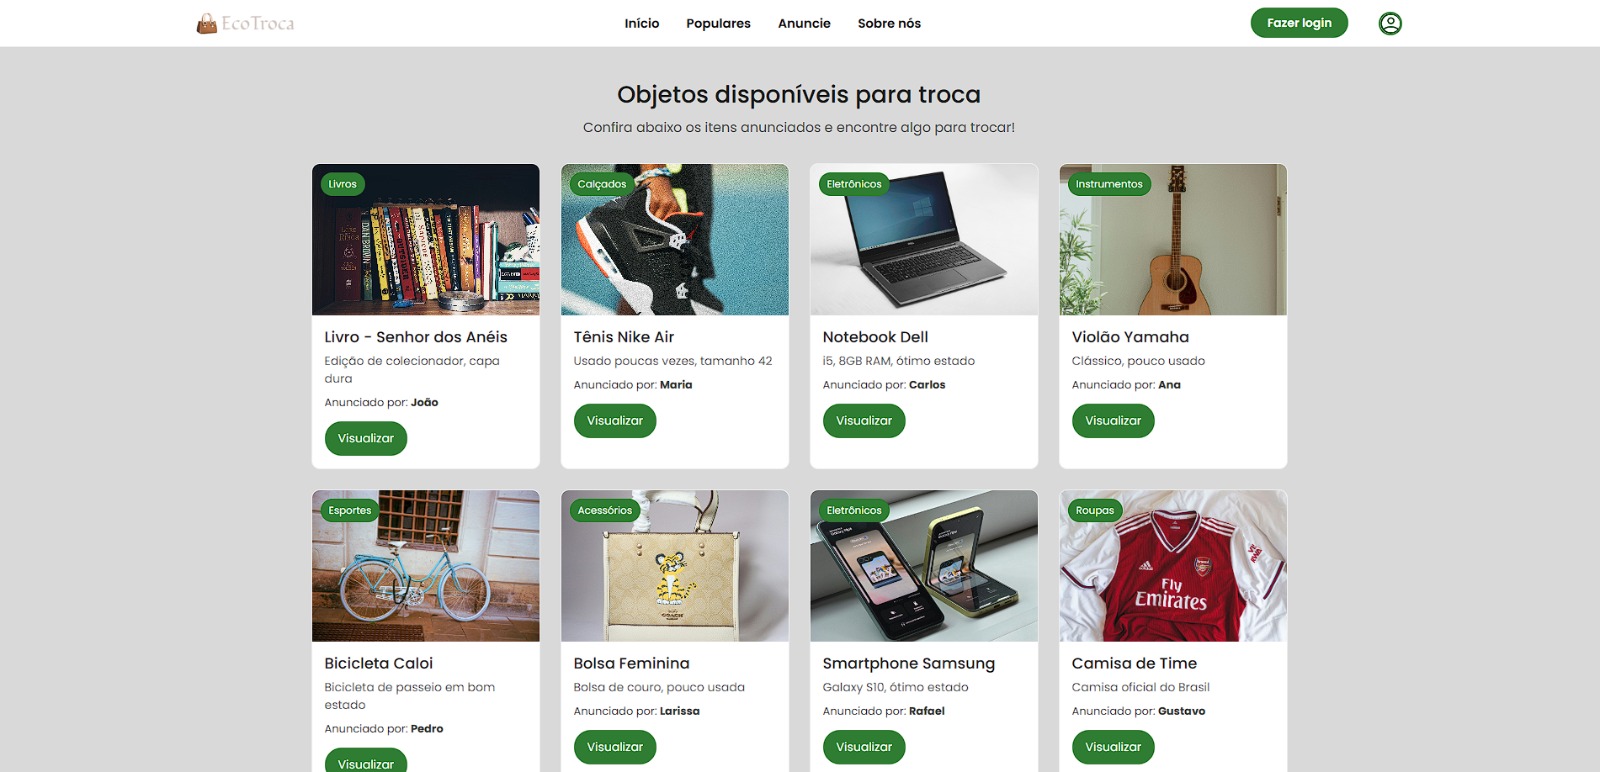 EcoTroca
Início
Populares
Anuncie
Sobre nós
Fazer login
Objetos disponíveis para troca
Confira abaixo os itens anunciados e encontre algo para trocar!
Livros
Livro - Senhor dos Anéis
Edição de colecionador, capa
dura
Anunciado por: João
Visualizar
Calçados
Tênis Nike Air
Usado poucas vezes, tamanho 42
Anunciado por: Maria
Visualizar
Eletrônicos
Notebook Dell
i5, 8GB RAM, ótimo estado
Anunciado por: Carlos
Visualizar
Instrumentos
Violão Yamaha
Clássico, pouco usado
Anunciado por: Ana
Visualizar
Esportes
Bicicleta Caloi
Bicicleta de passeio em bom
estado
Anunciado por: Pedro
Visualizar
Acessórios
Bolsa Feminina
Bolsa de couro, pouco usada
Anunciado por: Larissa
Visualizar
Eletrônicos
Smartphone Samsung
Galaxy S10, ótimo estado
Anunciado por: Rafael
Visualizar
Roupas
Fly
Emirates
Camisa de Time
Camisa oficial do Brasil
Anunciado por: Gustavo
Visualizar